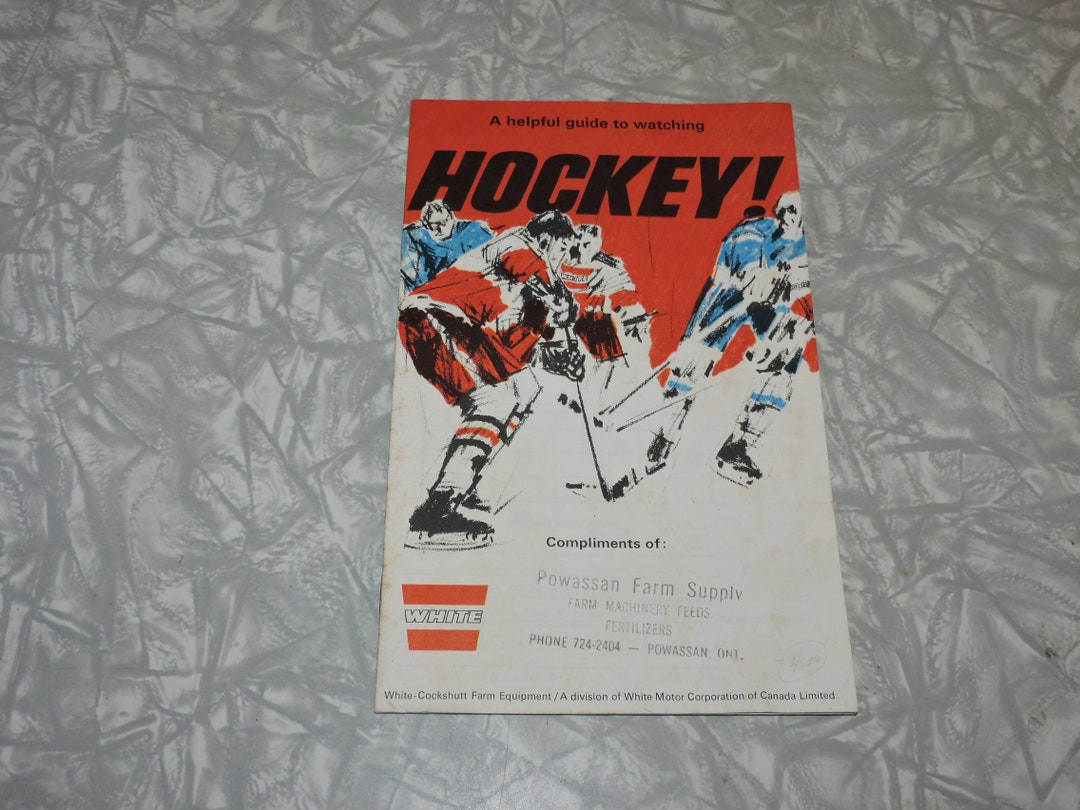 A helpful guide to watching
HOCKEY!
Compliments of:
Powassan Farm Supply
FARM MACHINERY FEEDS
FERTILIZERS
PHONE 724-2404 — POWASSAN, ONT.
WHITE
White-Cockshutt Farm Equipment/A division of White Motor Corporation of Canada Limited